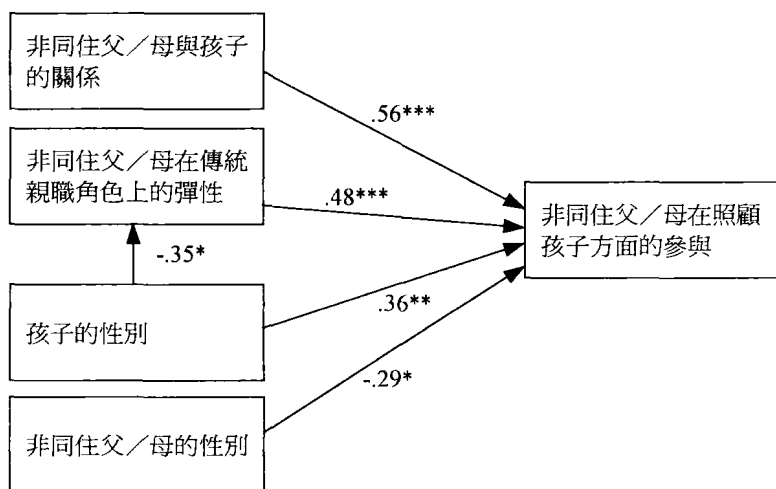 非同住父／母與孩子
的關係
.56***
非同住父／母在傳統
親職角色上的彈性
.48***
非同住父／母在照顧
孩子方面的參與
-.35*
孩子的性別
.36**
-.29*
非同住父／母的性別